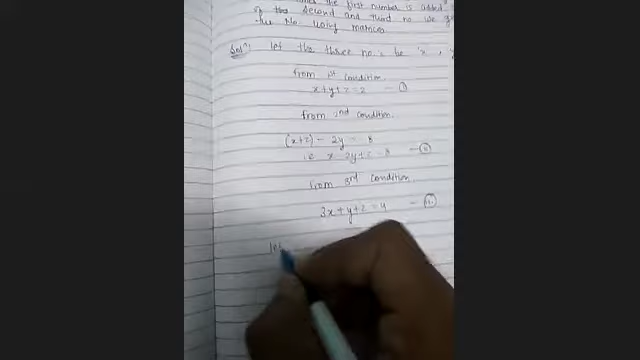 the first number is added
of the second and third no we g
the No. using matrices
Solⁿ: let the three no.s be x,
from 1st condition.
x+y+z=2 — (I)
from 2nd condition.
(x+z) - 2y = 8
i.e x-2y+z=8 — (II)
from 3rd condition.
3x+y+z=4 — (III)